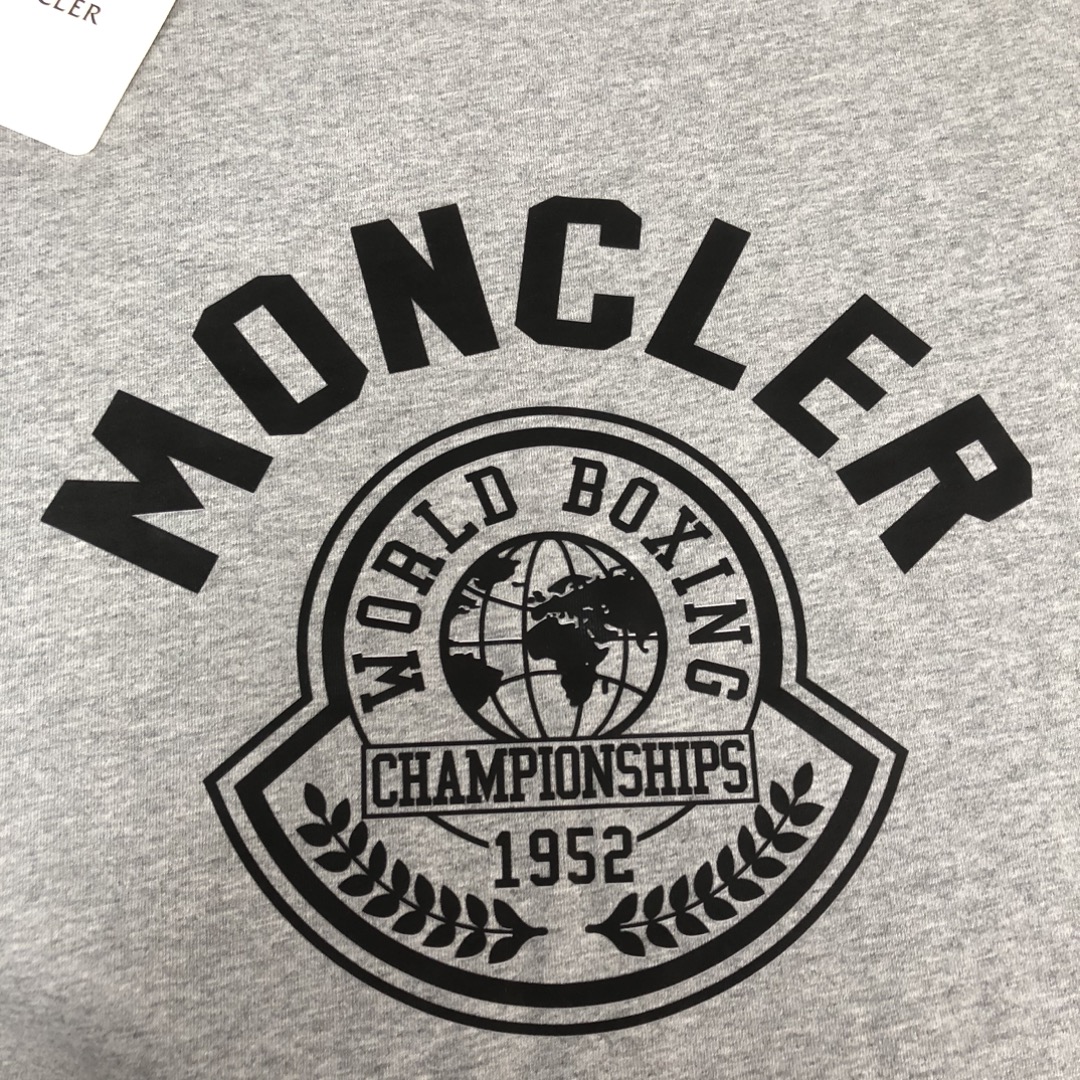 MONCLER
WORLD BOXING
CHAMPIONSHIPS
1952